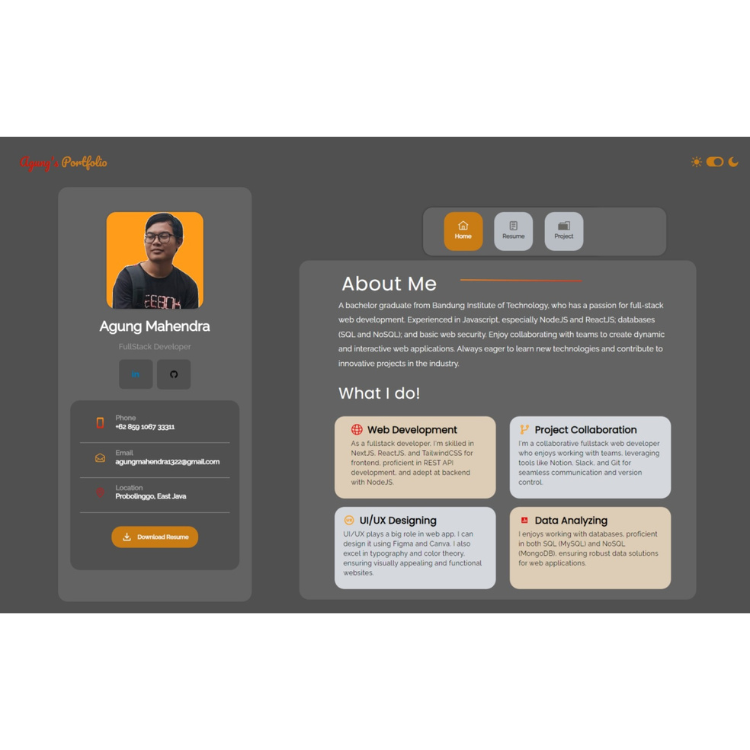 Agung's Portfolio
Home
Resume
Project
Agung Mahendra
FullStack Developer
in
Phone
+62 859 1067 33311
Email
agungmahendra1322@gmail.com
Location
Probolinggo, East Java
Download Resume
About Me
A bachelor graduate from Bandung Institute of Technology, who has a passion for full-stack
web development. Experienced in Javascript, especially NodeJS and ReactJS; databases
(SQL and NoSQL); and basic web security. Enjoy collaborating with teams to create dynamic
and interactive web applications. Always eager to learn new technologies and contribute to
innovative projects in the industry.
What I do!
Web Development
As a fullstack developer, I'm skilled in
NextJS, ReactJS, and TailwindCSS for
frontend, proficient in REST API
development, and adept at backend
with NodeJS.
Project Collaboration
I'm a collaborative fullstack web developer
who enjoys working with teams, leveraging
tools like Notion, Slack, and Git for
seamless communication and version
control.
UI/UX Designing
UI/UX plays a big role in web app, I can
design it using Figma and Canva. I also
excel in typography and color theory,
ensuring visually appealing and functional
websites.
Data Analyzing
I enjoys working with databases, proficient
in both SQL (MySQL) and NoSQL
(MongoDB), ensuring robust data solutions
for web applications.